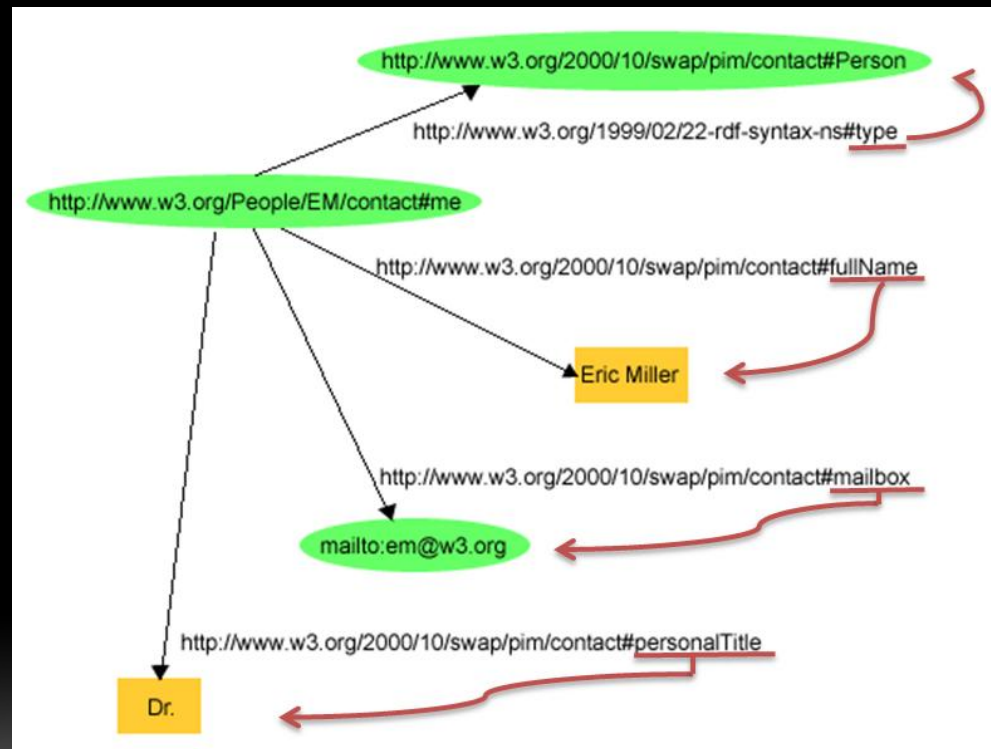 http://www.w3.org/2000/10/swap/pim/contact#Person
http://www.w3.org/1999/02/22-rdf-syntax-ns#type
http://www.w3.org/People/EM/contact#me
http://www.w3.org/2000/10/swap/pim/contact#fullName
Eric Miller
http://www.w3.org/2000/10/swap/pim/contact#mailbox
mailto:em@w3.org
http://www.w3.org/2000/10/swap/pim/contact#personalTitle
Dr.